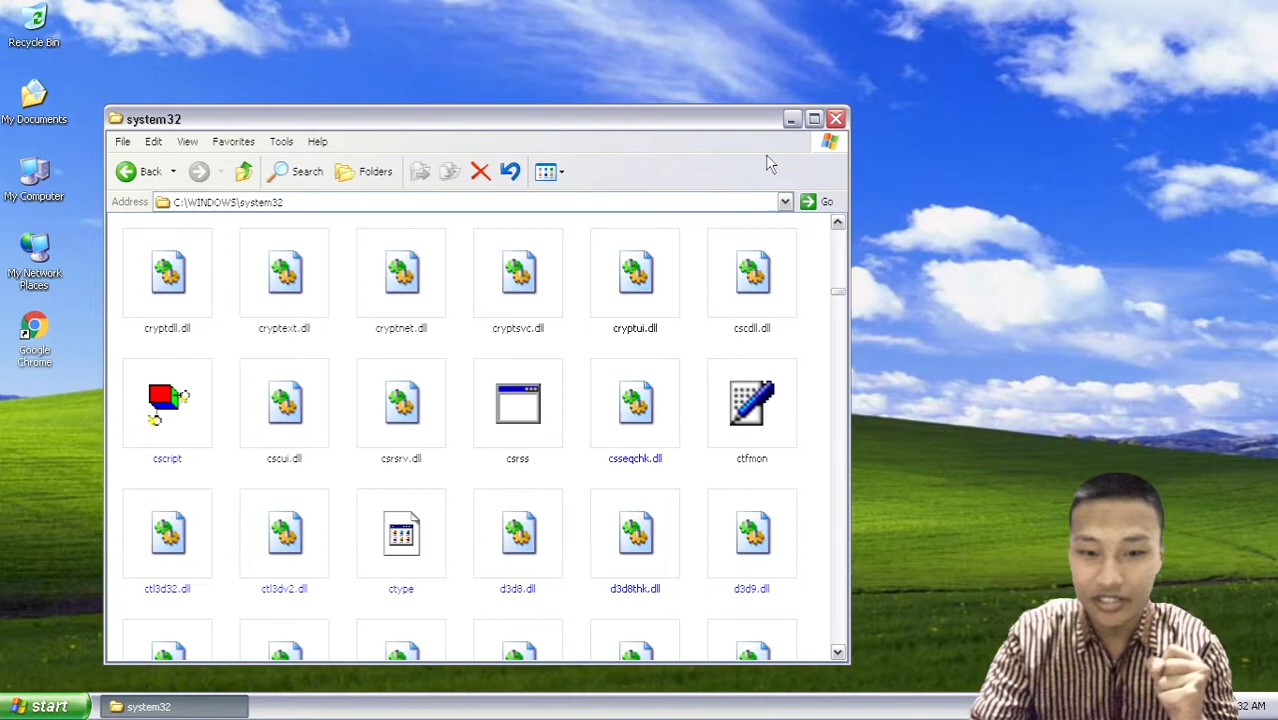 Recycle Bin
My Documents
My Computer
My Network
Places
Google
Chrome
system32
File Edit View Favorites Tools Help
Back Search Folders
Address C:\WINDOWS\system32 Go
cryptdll.dll cryptext.dll cryptnet.dll cryptsvc.dll cryptui.dll cscdll.dll
cscript cscui.dll csrsrv.dll csrss csseqchk.dll ctfmon
ctl3d32.dll ctl3dv2.dll ctype d3d8.dll d3d8thk.dll d3d9.dll
start system32 32 AM